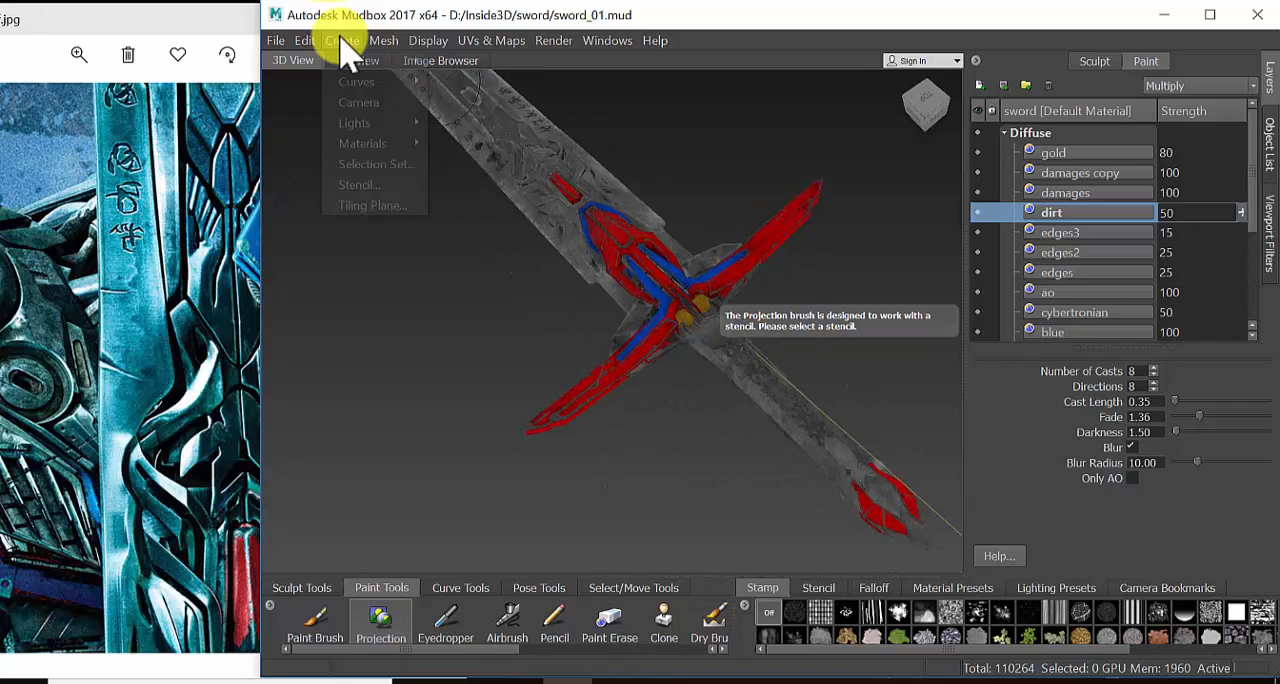 f.jpg
Autodesk Mudbox 2017 x64 - D:/Inside3D/sword/sword_01.mud
File Edit Create Mesh Display UVs & Maps Render Windows Help
3D View Image Browser
Sign In
Curves
Camera
Lights
Materials
Selection Set...
Stencil...
Tiling Plane...
TOP
The Projection brush is designed to work with a
stencil. Please select a stencil.
Sculpt Paint
Multiply
sword [Default Material] Strength
Diffuse
gold 80
damages copy 100
damages 100
dirt 50
edges3 15
edges2 25
edges 25
ao 100
cybertronian 50
blue 100
Layers
Object List
Viewport Filters
Number of Casts 8
Directions 8
Cast Length 0.35
Fade 1.36
Darkness 1.50
Blur
Blur Radius 10.00
Only AO
Help...
Sculpt Tools Paint Tools Curve Tools Pose Tools Select/Move Tools
Stamp Stencil Falloff Material Presets Lighting Presets Camera Bookmarks
Off
Paint Brush Projection Eyedropper Airbrush Pencil Paint Erase Clone Dry Bru
Total: 110264 Selected: 0 GPU Mem: 1960 Active